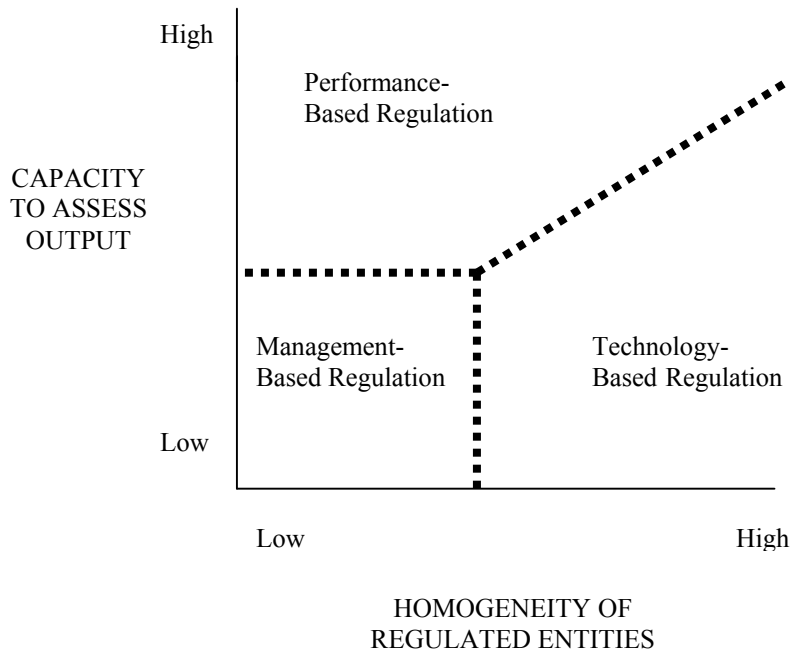 High
Performance-
Based Regulation
CAPACITY
TO ASSESS
OUTPUT
Management-
Based Regulation
Technology-
Based Regulation
Low
Low
High
HOMOGENEITY OF
REGULATED ENTITIES